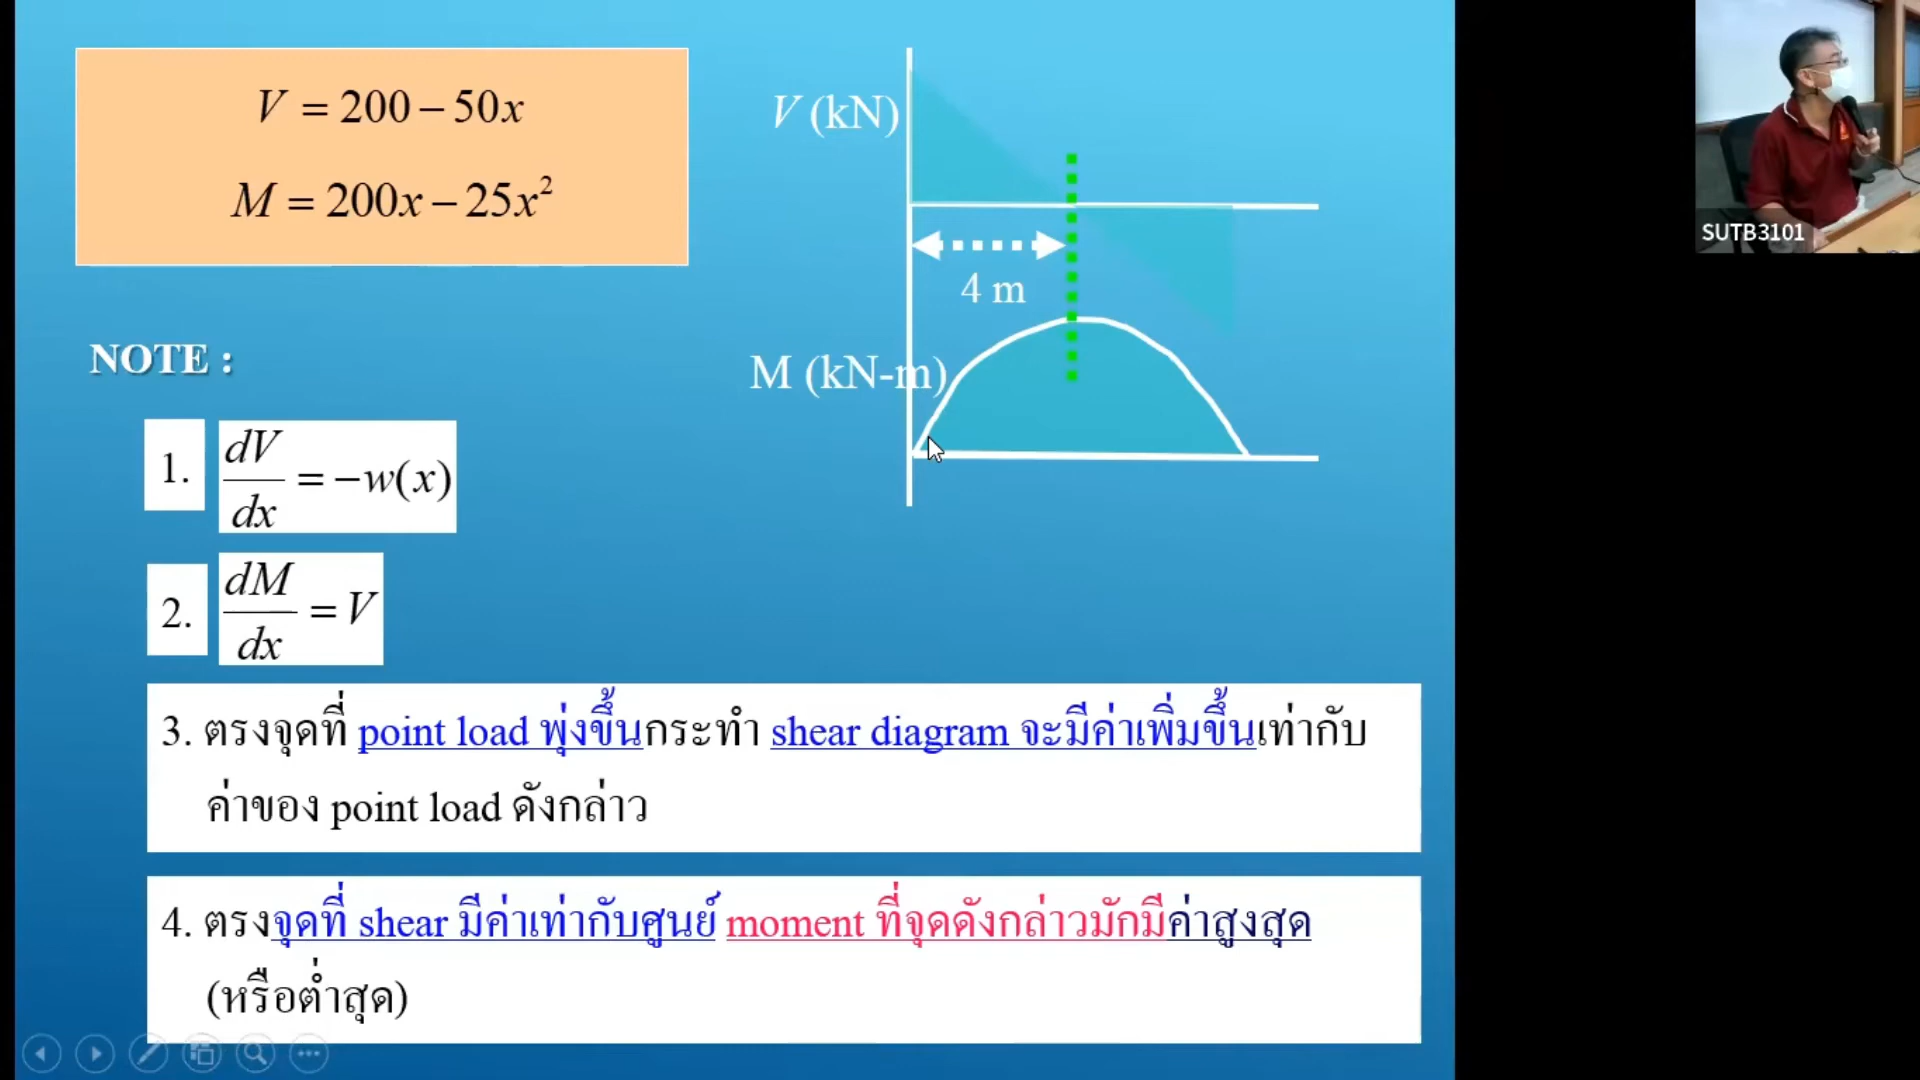 V = 200 − 50x
M = 200x − 25x²
V (kN)
4 m
M (kN-m)
NOTE :
1. dV/dx = −w(x)
2. dM/dx = V
3. ตรงจุดที่ point load พุ่งขึ้นกระทำ shear diagram จะมีค่าเพิ่มขึ้นเท่ากับ
ค่าของ point load ดังกล่าว
4. ตรงจุดที่ shear มีค่าเท่ากับศูนย์ moment ที่จุดดังกล่าวมักมีค่าสูงสุด
(หรือต่ำสุด)
SUTB3101